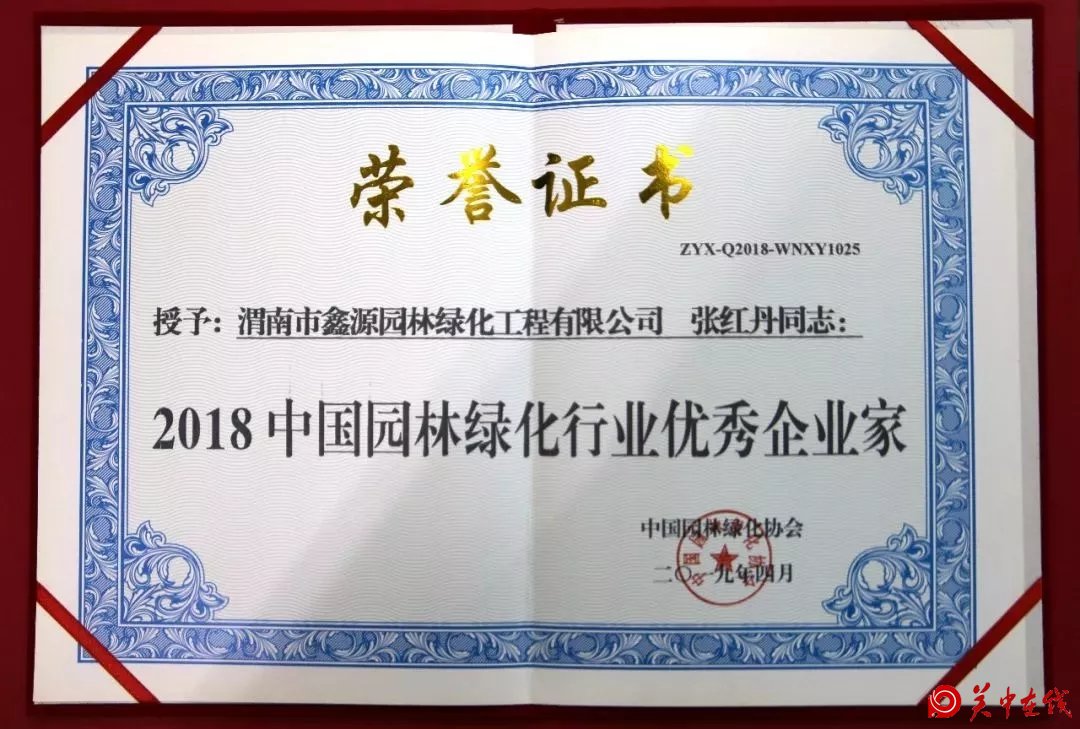 荣誉证书
ZYX-Q2018-WNXY1025
授予：渭南市鑫源园林绿化工程有限公司 张红丹同志：
2018中国园林绿化行业优秀企业家
中国园林绿化协会
二〇一九年四月
关中在线